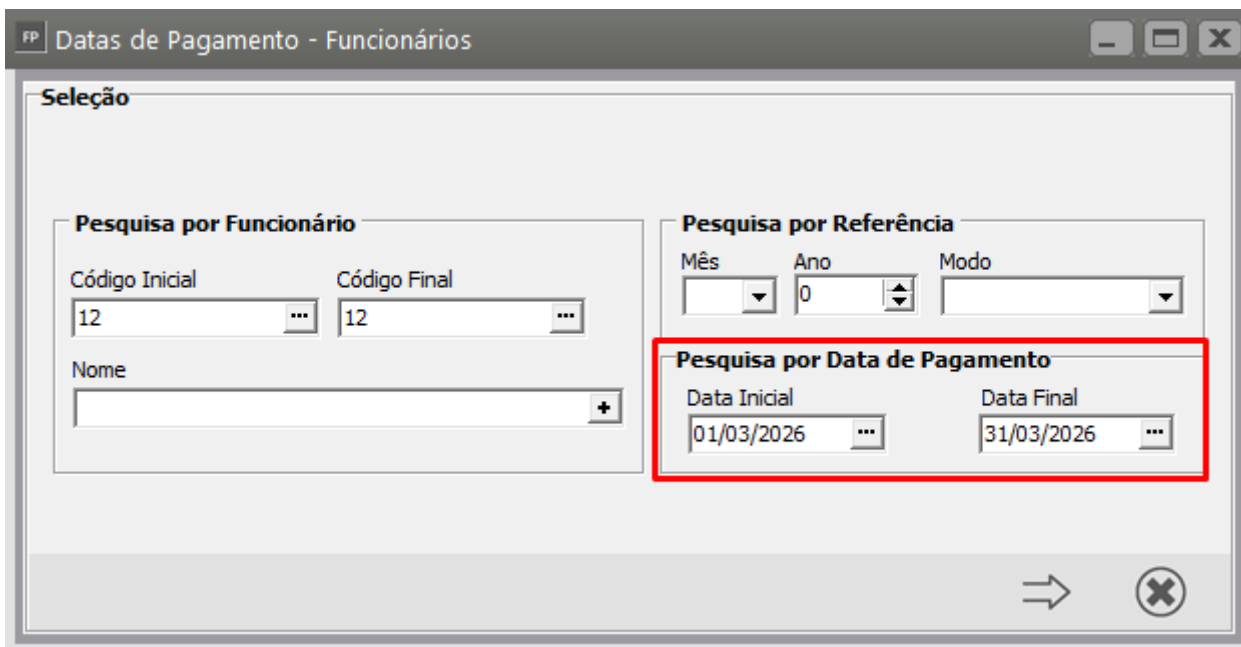 FP Datas de Pagamento - Funcionários
Seleção
Pesquisa por Funcionário
Código Inicial Código Final
12 12
Nome
Pesquisa por Referência
Mês Ano Modo
0
Pesquisa por Data de Pagamento
Data Inicial Data Final
01/03/2026 31/03/2026